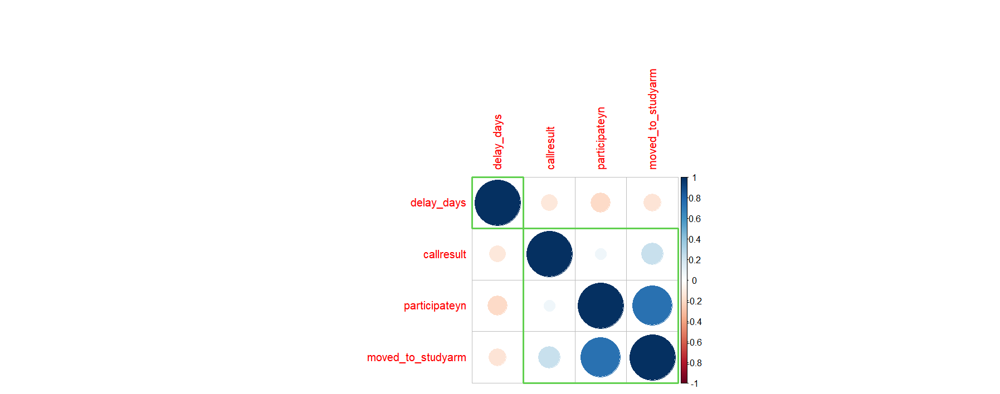 delay_days
callresult
participateyn
moved_to_studyarm
delay_days
callresult
participateyn
moved_to_studyarm
1
0.8
0.6
0.4
0.2
0
-0.2
-0.4
-0.6
-0.8
-1